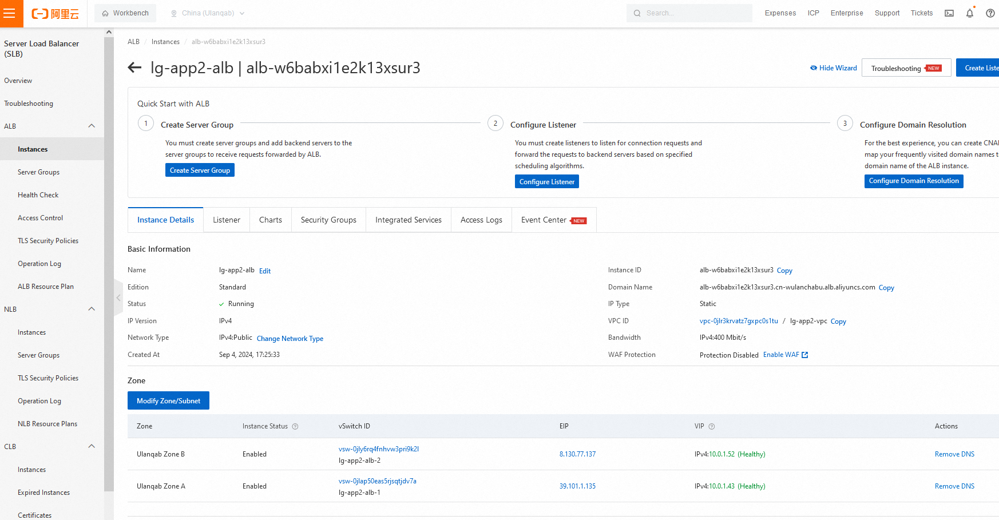 阿里云
Workbench
China (Ulanqab)
Search...
Expenses
ICP
Enterprise
Support
Tickets
Server Load Balancer
(SLB)
Overview
Troubleshooting
ALB
Instances
Server Groups
Health Check
Access Control
TLS Security Policies
Operation Log
ALB Resource Plan
NLB
Instances
Server Groups
TLS Security Policies
Operation Log
NLB Resource Plans
CLB
Instances
Expired Instances
Certificates
ALB / Instances / alb-w6babxi1e2k13xsur3
lg-app2-alb | alb-w6babxi1e2k13xsur3
Hide Wizard
Troubleshooting NEW
Create Liste
Quick Start with ALB
1 Create Server Group
You must create server groups and add backend servers to the
server groups to receive requests forwarded by ALB.
Create Server Group
2 Configure Listener
You must create listeners to listen for connection requests and
forward the requests to backend servers based on specified
scheduling algorithms.
Configure Listener
3 Configure Domain Resolution
For the best experience, you can create CNA
map your frequently visited domain names t
domain name of the ALB instance.
Configure Domain Resolution
Instance Details
Listener
Charts
Security Groups
Integrated Services
Access Logs
Event Center NEW
Basic Information
Name lg-app2-alb Edit
Instance ID alb-w6babxi1e2k13xsur3 Copy
Edition Standard
Domain Name alb-w6babxi1e2k13xsur3.cn-wulanchabu.alb.aliyuncs.com Copy
Status Running
IP Type Static
IP Version IPv4
VPC ID vpc-0jlr3krvatz7gxpc0s1tu / lg-app2-vpc Copy
Network Type IPv4:Public Change Network Type
Bandwidth IPv4:400 Mbit/s
Created At Sep 4, 2024, 17:25:33
WAF Protection Protection Disabled Enable WAF
Zone
Modify Zone/Subnet
Zone Instance Status vSwitch ID EIP VIP Actions
Ulanqab Zone B Enabled vsw-0jly6rq4fnhvw3pri9k2l 8.130.77.137 IPv4:10.0.1.52 (Healthy) Remove DNS
lg-app2-alb-2
Ulanqab Zone A Enabled vsw-0jlap50eas5rjsqtjdv7a 39.101.1.135 IPv4:10.0.1.43 (Healthy) Remove DNS
lg-app2-alb-1